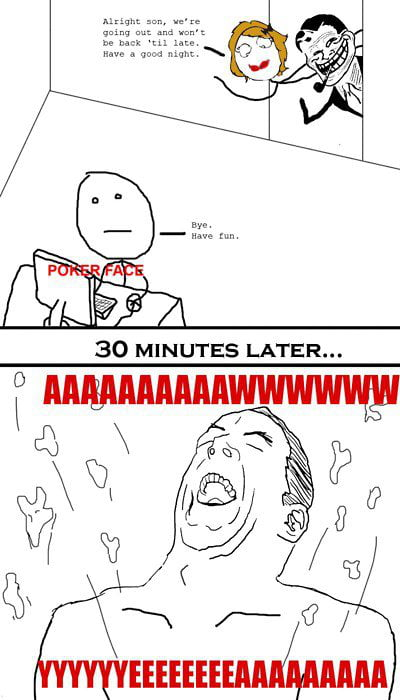 Alright son, we're
going out and won't
be back 'til late.
Have a good night.
Bye.
Have fun.
POKER FACE
30 MINUTES LATER...
AAAAAAAAAAWWWWWW
YYYYYYEEEEEEEEAAAAAAAAA